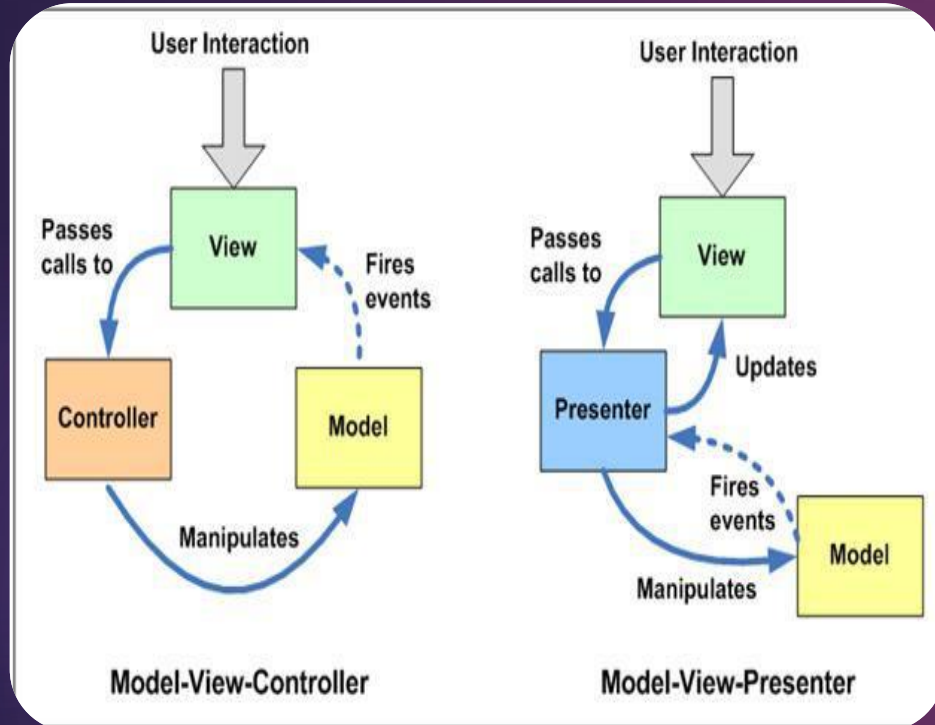 User Interaction
View
Passes
calls to
Fires
events
Controller
Model
Manipulates
Model-View-Controller
User Interaction
View
Passes
calls to
Updates
Presenter
Fires
events
Model
Manipulates
Model-View-Presenter